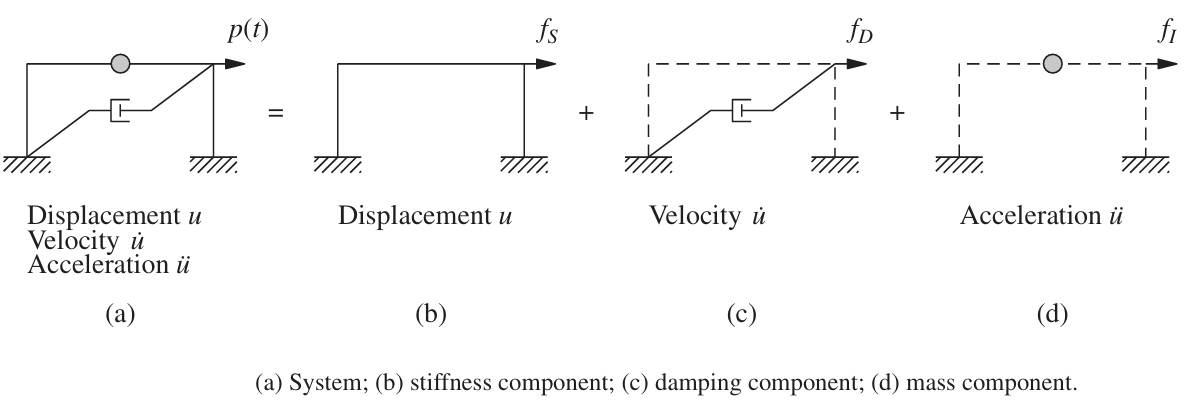 p(t)
=
f_S
+
f_D
+
f_I
Displacement u
Velocity u̇
Acceleration ü
Displacement u
Velocity u̇
Acceleration ü
(a)
(b)
(c)
(d)
(a) System; (b) stiffness component; (c) damping component; (d) mass component.